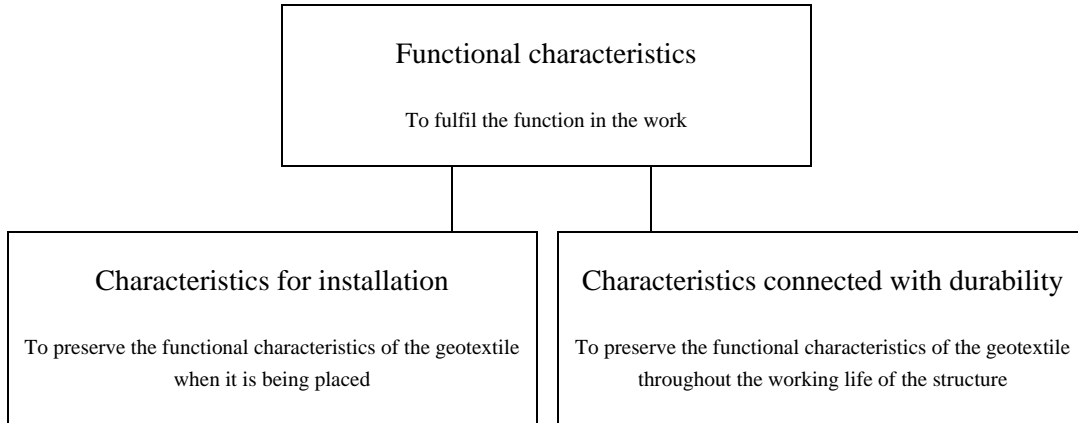 Functional characteristics
To fulfil the function in the work
Characteristics for installation
To preserve the functional characteristics of the geotextile
when it is being placed
Characteristics connected with durability
To preserve the functional characteristics of the geotextile
throughout the working life of the structure